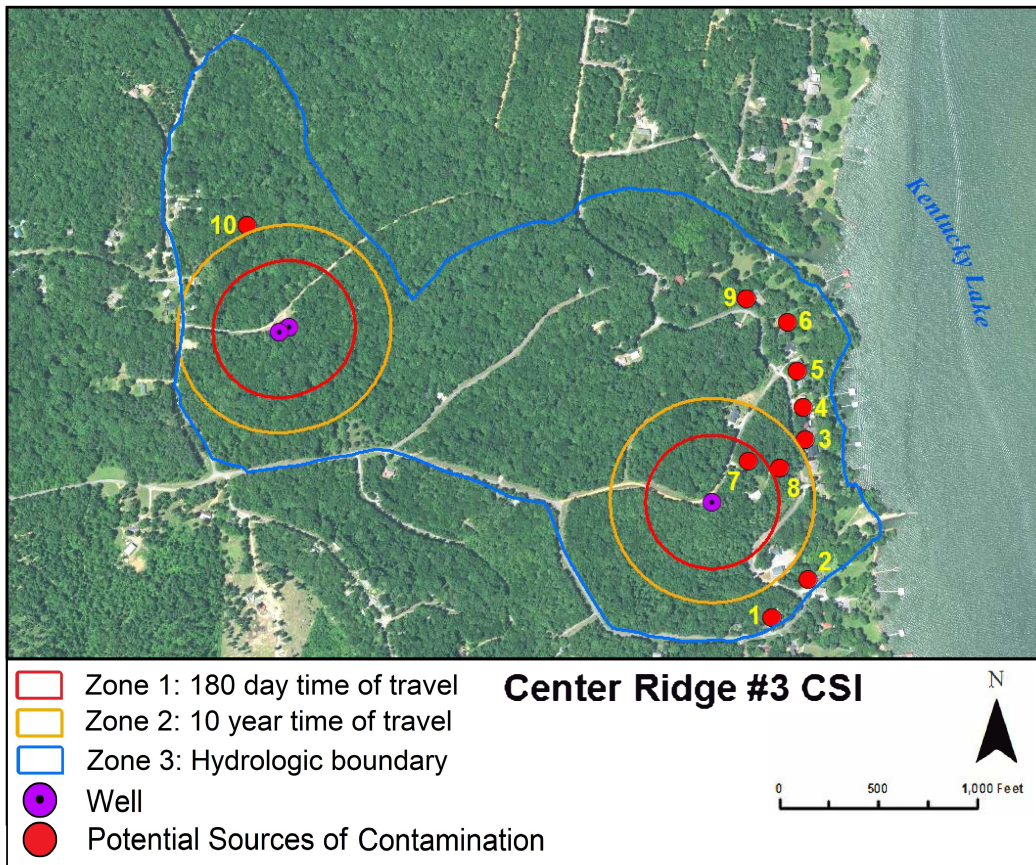 10
Kentucky Lake
9
6
5
4
3
7
8
2
1
Zone 1: 180 day time of travel
Zone 2: 10 year time of travel
Zone 3: Hydrologic boundary
Well
Potential Sources of Contamination
Center Ridge #3 CSI
N
0 500 1,000 Feet